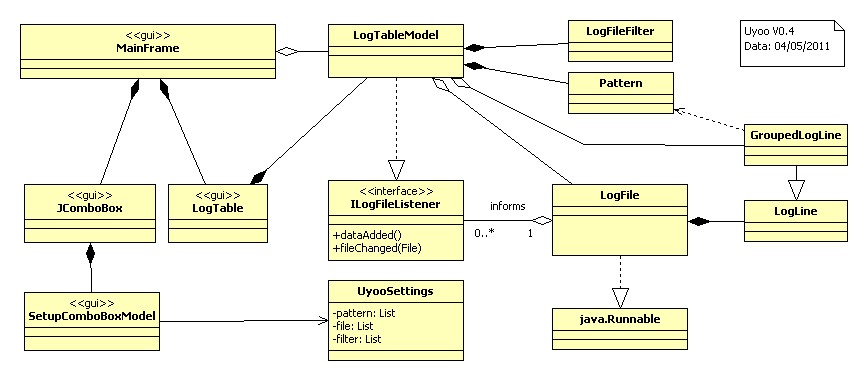 <<gui>>
MainFrame
LogTableModel
LogFileFilter
Uyoo V0.4
Data: 04/05/2011
Pattern
GroupedLogLine
<<gui>>
JComboBox
<<gui>>
LogTable
<<interface>>
ILogFileListener
+dataAdded()
+fileChanged(File)
informs
0..*
1
LogFile
LogLine
<<gui>>
SetupComboBoxModel
UyooSettings
-pattern: List
-file: List
-filter: List
java.Runnable